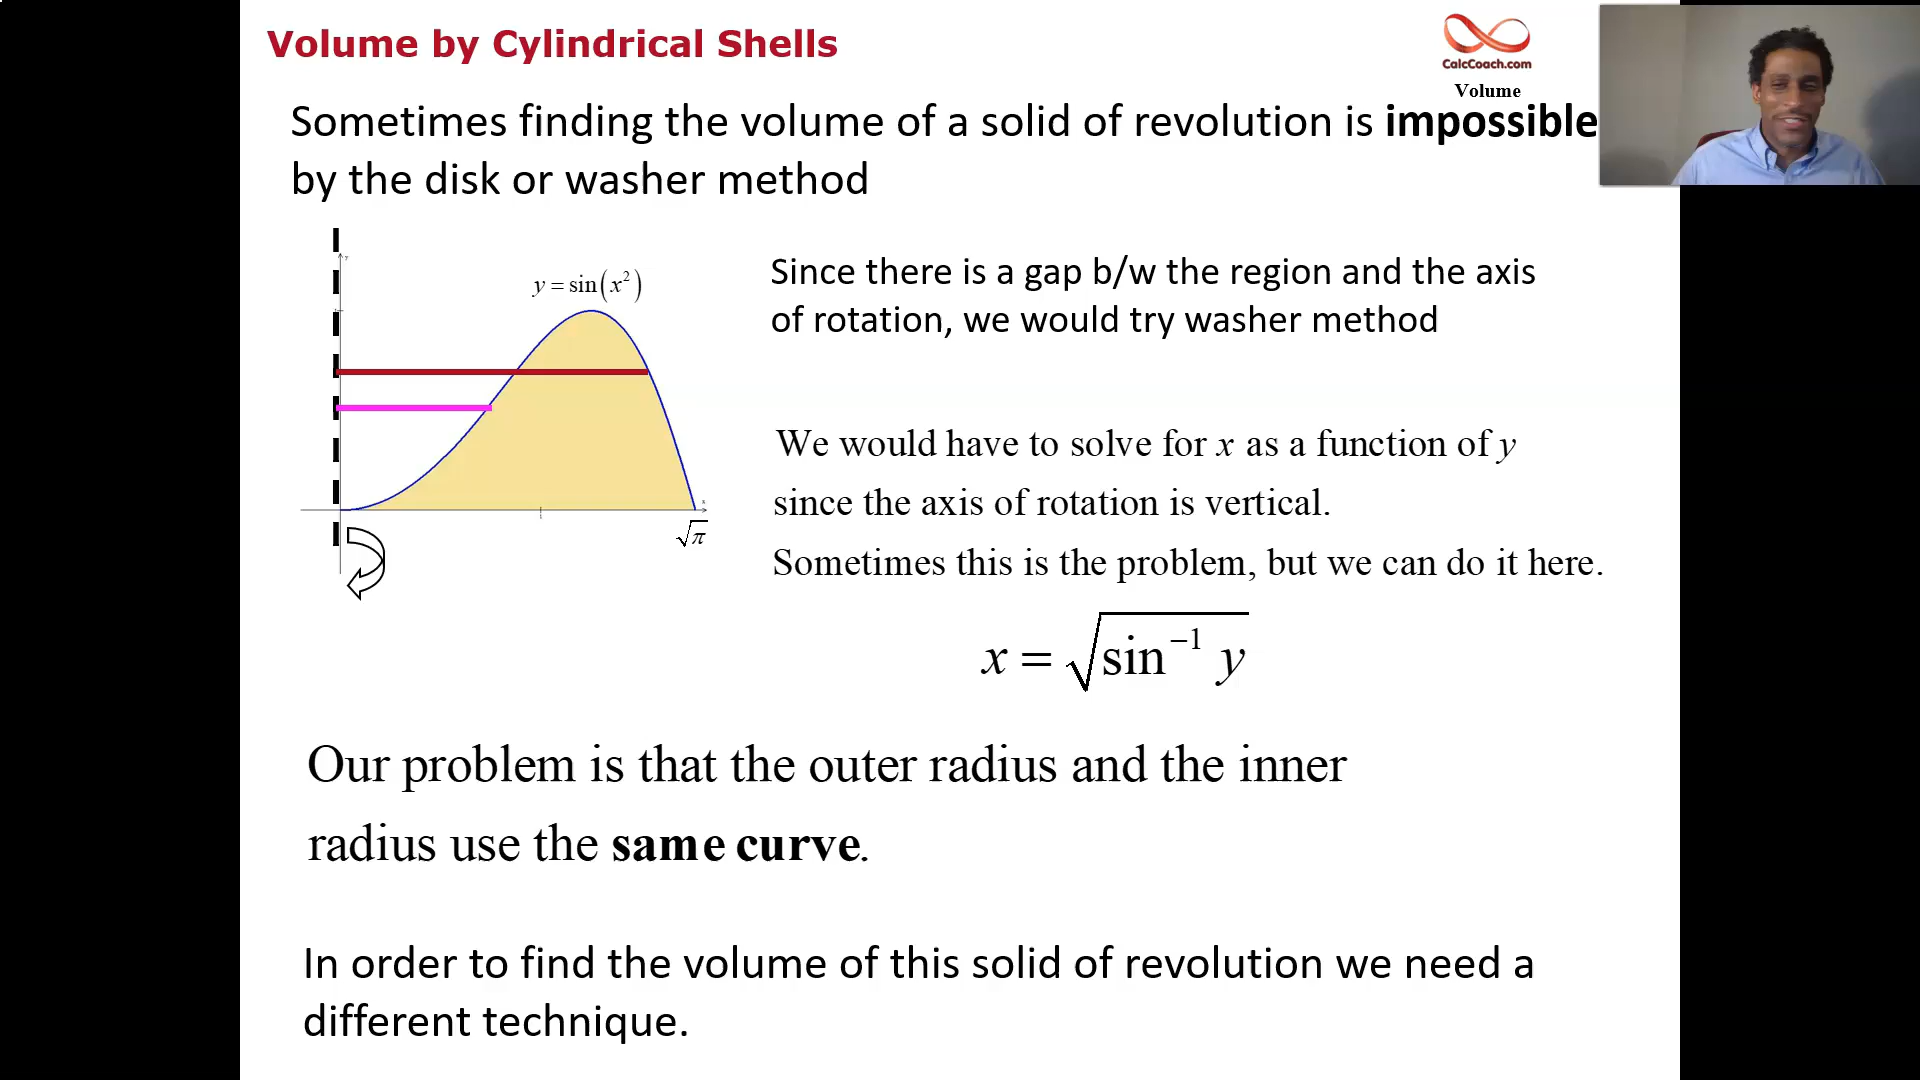 Volume by Cylindrical Shells
CalcCoach.com
Volume
Sometimes finding the volume of a solid of revolution is impossible
by the disk or washer method
y
y = sin(x²)
x
√π
Since there is a gap b/w the region and the axis
of rotation, we would try washer method
We would have to solve for x as a function of y
since the axis of rotation is vertical.
Sometimes this is the problem, but we can do it here.
x = √(sin⁻¹ y)
Our problem is that the outer radius and the inner
radius use the same curve.
In order to find the volume of this solid of revolution we need a
different technique.